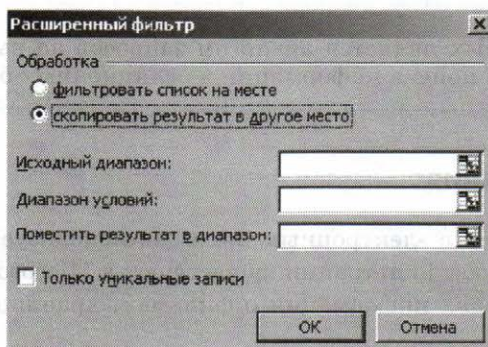 Расширенный фильтр
Обработка
фильтровать список на месте
скопировать результат в другое место
Исходный диапазон:
Диапазон условий:
Поместить результат в диапазон:
Только уникальные записи
ОК
Отмена